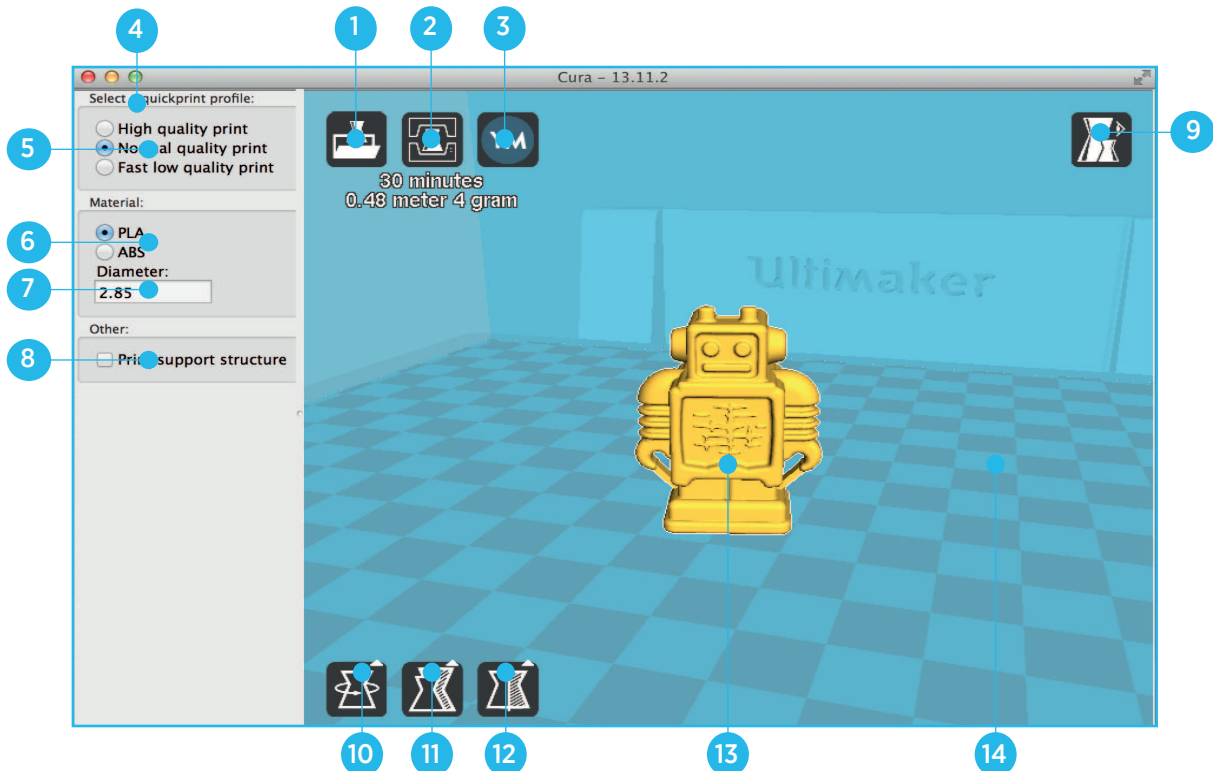 1
2
3
4
Cura – 13.11.2
Select quickprint profile:
High quality print
5
Normal quality print
Fast low quality print
YM
9
30 minutes
0.48 meter 4 gram
Material:
6
PLA
ABS
Diameter:
7
2.85
Ultimaker
Other:
8
Print support structure
10
11
12
13
14